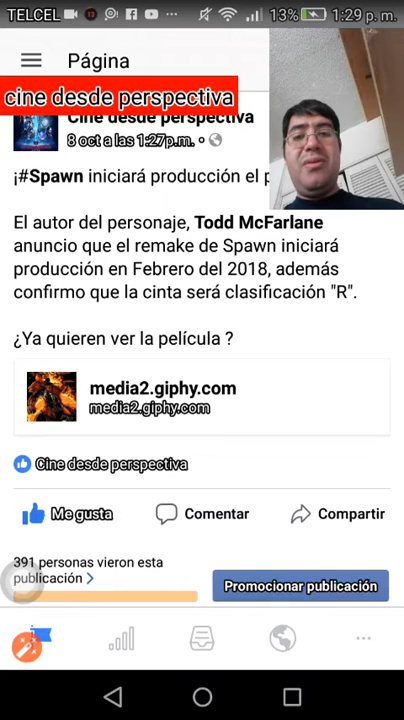 TELCEL 13% 1:29 p. m.
Página
cine desde perspectiva
Cine desde perspectiva
8 oct a las 1:27p.m.
¡#Spawn iniciará producción el
El autor del personaje, Todd McFarlane
anuncio que el remake de Spawn iniciará
producción en Febrero del 2018, además
confirmo que la cinta será clasificación "R".
¿Ya quieren ver la película ?
media2.giphy.com
media2.giphy.com
Cine desde perspectiva
Me gusta Comentar Compartir
391 personas vieron esta
publicación
Promocionar publicación